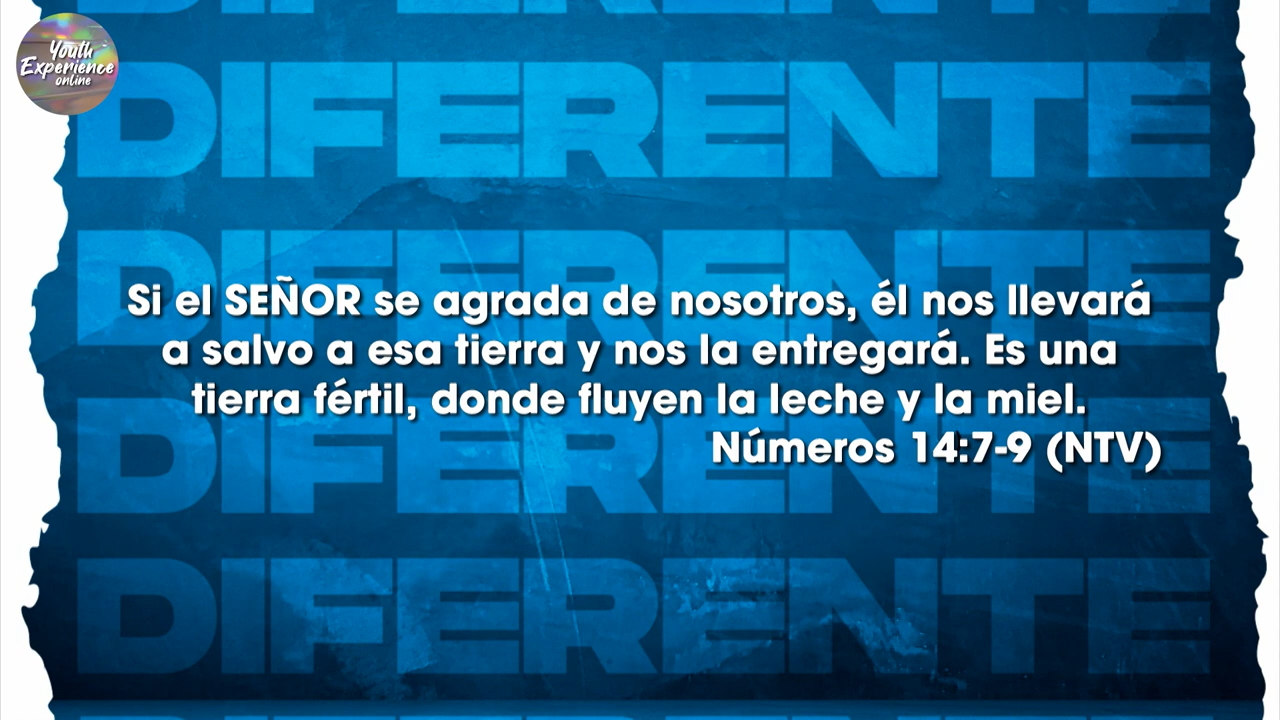 DIFERENTE
Youth
Experience
online
DIFERENTE
DIFERENTE
Si el SEÑOR se agrada de nosotros, él nos llevará
a salvo a esa tierra y nos la entregará. Es una
tierra fértil, donde fluyen la leche y la miel.
Números 14:7-9 (NTV)
DIFERENTE
DIFERENTE